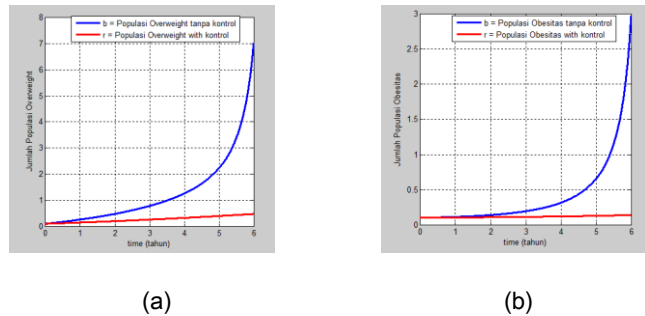 b = Populasi Overweight tanpa kontrol
r = Populasi Overweight with kontrol
Jumlah Populasi Overweight
8
7
6
5
4
3
2
1
0
0 1 2 3 4 5 6
time (tahun)
(a)
b = Populasi Obesitas tanpa kontrol
r = Populasi Obesitas with kontrol
Jumlah Populasi Obesitas
3
2.5
2
1.5
1
0.5
0
0 1 2 3 4 5 6
time (tahun)
(b)